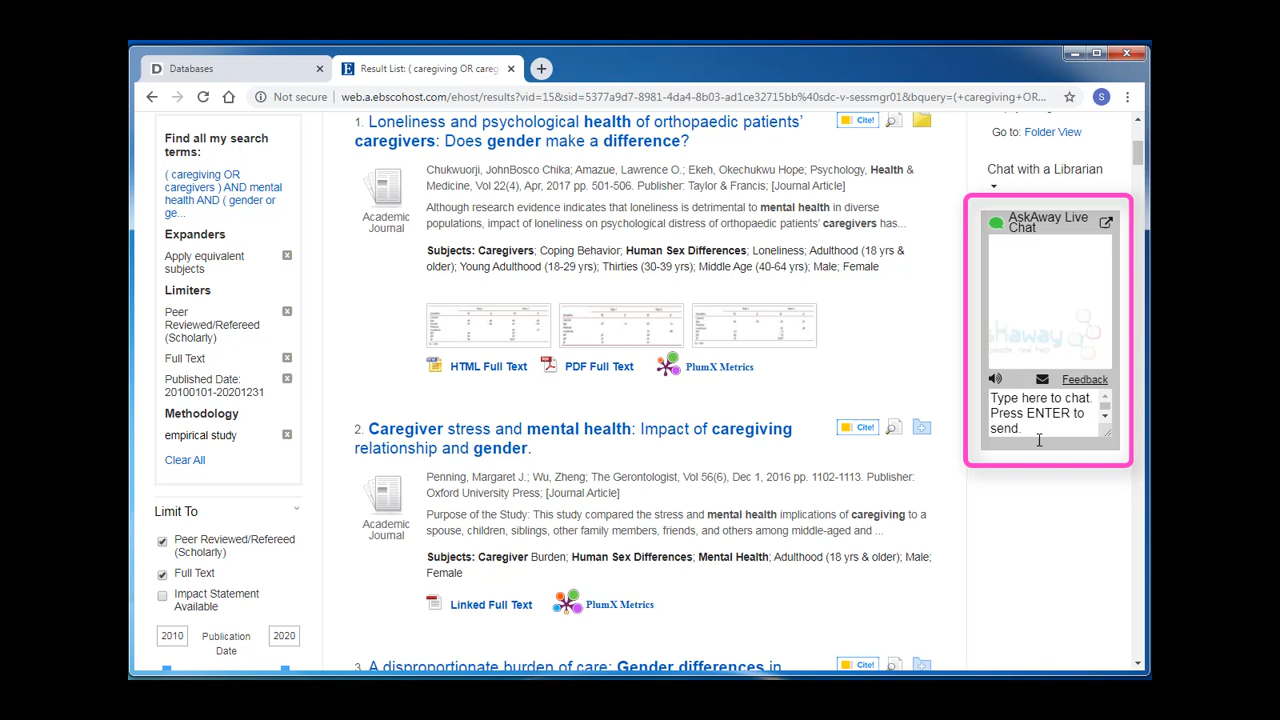 Databases
Result List: ( caregiving OR careg
Not secure
web.a.ebscohost.com/ehost/results?vid=15&sid=5377a9d7-8981-4da4-8b03-ad1ce32715bb%40sdc-v-sessmgr01&bquery=(+caregiving+OR...
S
Find all my search
terms:
( caregiving OR
caregivers ) AND mental
health AND ( gender or
ge...
Expanders
Apply equivalent
subjects
Limiters
Peer
Reviewed/Refereed
(Scholarly)
Full Text
Published Date:
20100101-20201231
Methodology
empirical study
Clear All
Limit To
Peer Reviewed/Refereed
(Scholarly)
Full Text
Impact Statement
Available
2010
Publication
Date
2020
1. Loneliness and psychological health of orthopaedic patients'
caregivers: Does gender make a difference?
Cite!
Academic
Journal
Chukwuorji, JohnBosco Chika; Amazue, Lawrence O.; Ekeh, Okechukwu Hope; Psychology, Health &
Medicine, Vol 22(4), Apr, 2017 pp. 501-506. Publisher: Taylor & Francis; [Journal Article]
Although research evidence indicates that loneliness is detrimental to mental health in diverse
populations, impact of loneliness on psychological distress of orthopaedic patients' caregivers has...
Subjects: Caregivers; Coping Behavior; Human Sex Differences; Loneliness; Adulthood (18 yrs &
older); Young Adulthood (18-29 yrs); Thirties (30-39 yrs); Middle Age (40-64 yrs); Male; Female
HTML Full Text
PDF Full Text
PlumX Metrics
2. Caregiver stress and mental health: Impact of caregiving
relationship and gender.
Cite!
Academic
Journal
Penning, Margaret J.; Wu, Zheng; The Gerontologist, Vol 56(6), Dec 1, 2016 pp. 1102-1113. Publisher:
Oxford University Press; [Journal Article]
Purpose of the Study: This study compared the stress and mental health implications of caregiving to a
spouse, children, siblings, other family members, friends, and others among middle-aged and ...
Subjects: Caregiver Burden; Human Sex Differences; Mental Health; Adulthood (18 yrs & older); Male;
Female
Linked Full Text
PlumX Metrics
3. A disproportionate burden of care: Gender differences in
Cite!
Go to: Folder View
Chat with a Librarian
AskAway Live
Chat
Feedback
Type here to chat.
Press ENTER to
send.